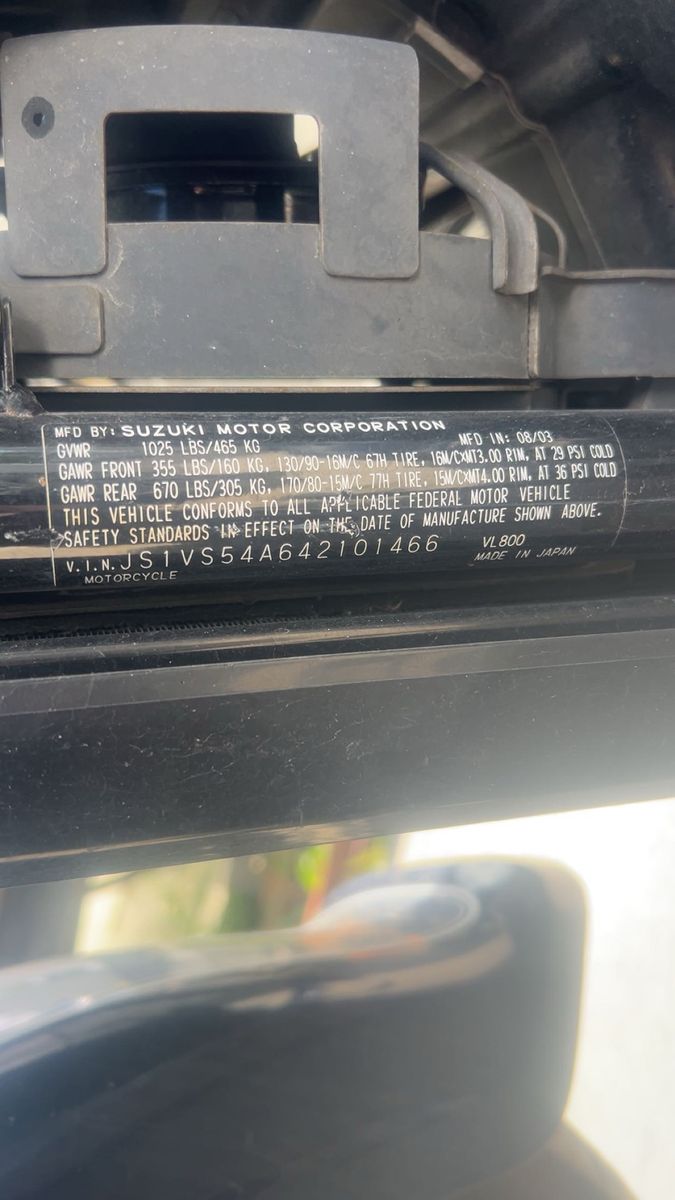 MFD BY: SUZUKI MOTOR CORPORATION
GVWR 1025 LBS/465 KG MFD IN: 08/03
GAWR FRONT 355 LBS/160 KG, 130/90-16M/C 67H TIRE, 16M/C×MT3.00 RIM, AT 29 PSI COLD
GAWR REAR 670 LBS/305 KG, 170/80-15M/C 77H TIRE, 15M/C×MT4.00 RIM, AT 36 PSI COLD
THIS VEHICLE CONFORMS TO ALL APPLICABLE FEDERAL MOTOR VEHICLE
SAFETY STANDARDS IN EFFECT ON THE DATE OF MANUFACTURE SHOWN ABOVE.
V.I.N. JS1VS54A642101466 VL800
MOTORCYCLE MADE IN JAPAN